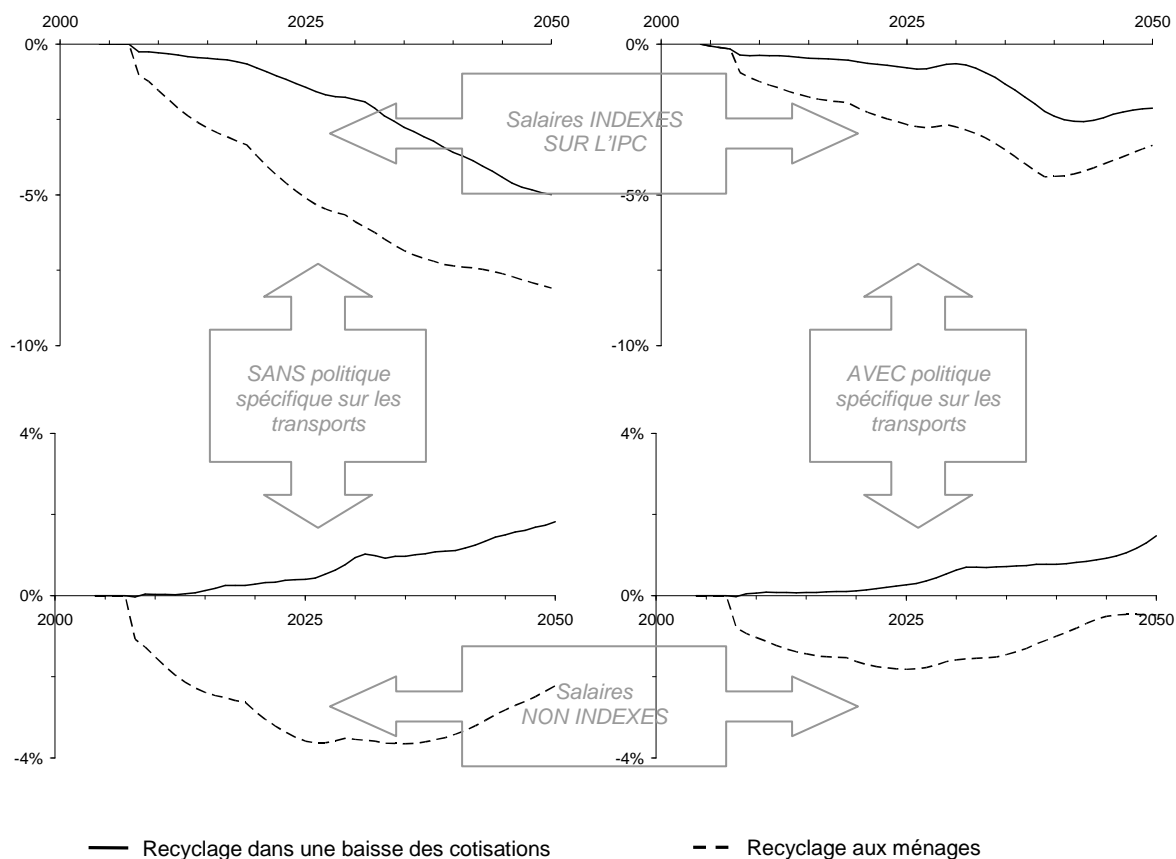 2000 2025 2050 2000 2025 2050
0% 0%
Salaires INDEXES
SUR L'IPC
-5% -5%
-10% -10%
SANS politique
spécifique sur les
transports
AVEC politique
spécifique sur les
transports
4% 4%
0% 0%
2000 2025 2050 2000 2025 2050
Salaires
NON INDEXES
-4% -4%
Recyclage dans une baisse des cotisations Recyclage aux ménages